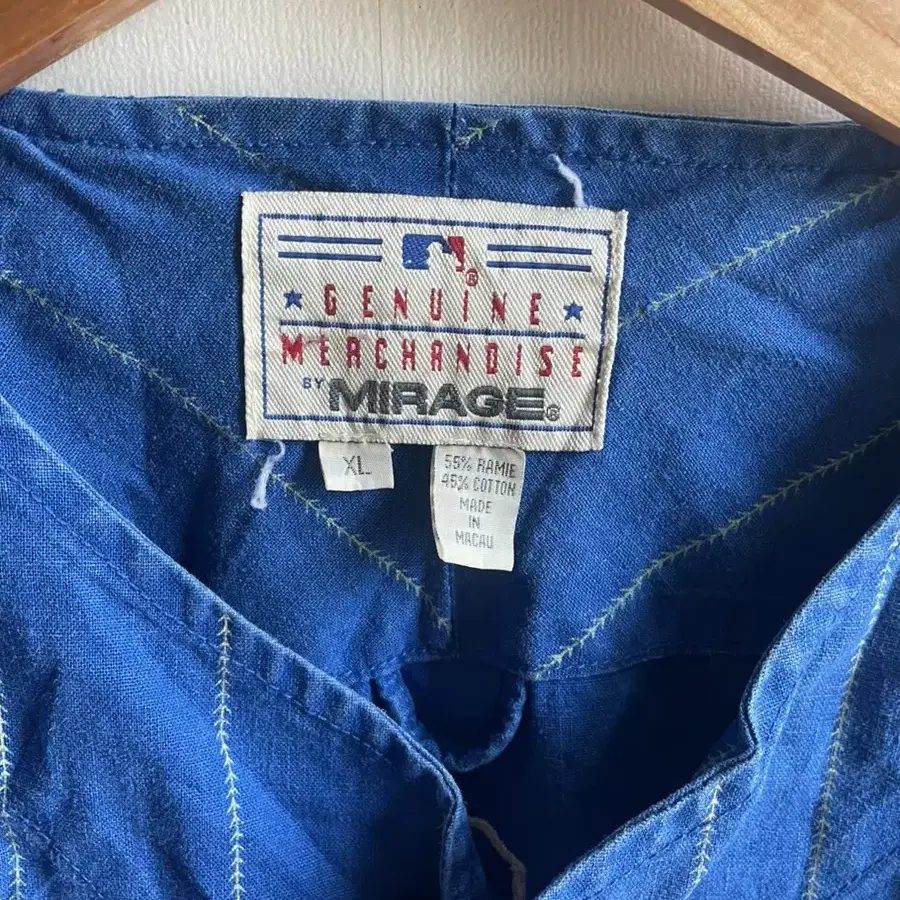 GENUINE
MERCHANDISE
BY MIRAGE®
XL
55% RAMIE
45% COTTON
MADE
IN
MACAU